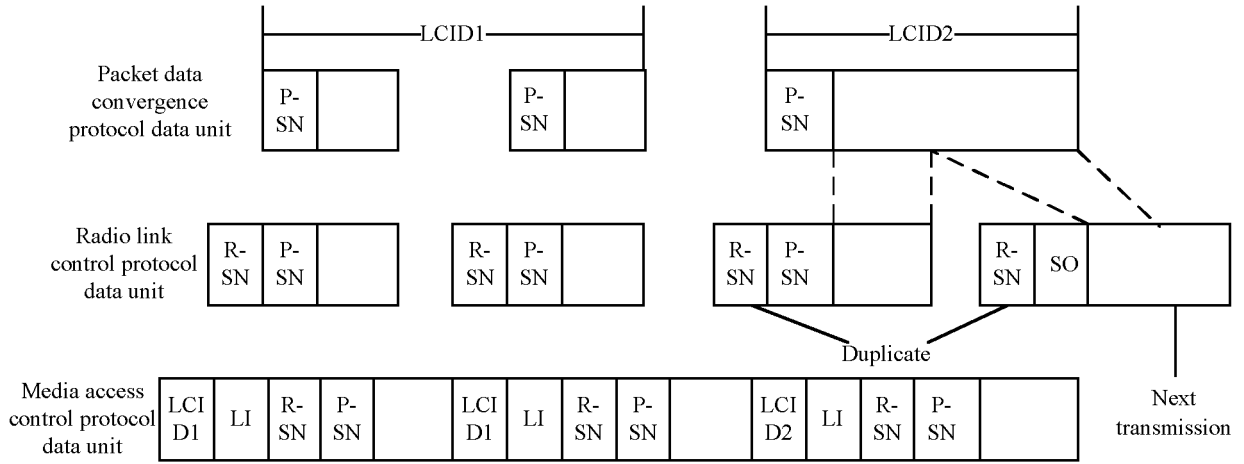 LCID1
LCID2
Packet data
convergence
protocol data unit
P-
SN
P-
SN
P-
SN
Radio link
control protocol
data unit
R-
SN
P-
SN
R-
SN
P-
SN
R-
SN
P-
SN
R-
SN
SO
Duplicate
Media access
control protocol
data unit
LCI
D1
LI
R-
SN
P-
SN
LCI
D1
LI
R-
SN
P-
SN
LCI
D2
LI
R-
SN
P-
SN
Next
transmission